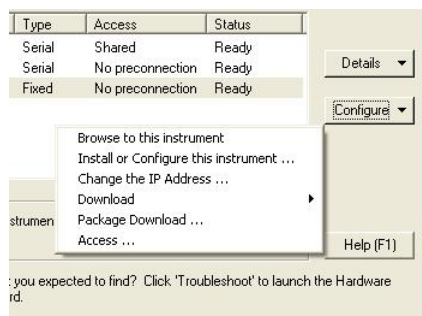 Type Access Status
Serial Shared Ready
Serial No preconnection Ready
Fixed No preconnection Ready
Details
Configure
Browse to this instrument
Install or Configure this instrument ...
Change the IP Address ...
Download
Package Download ...
Access ...
strumen
Help (F1)
you expected to find? Click 'Troubleshoot' to launch the Hardware
rd.